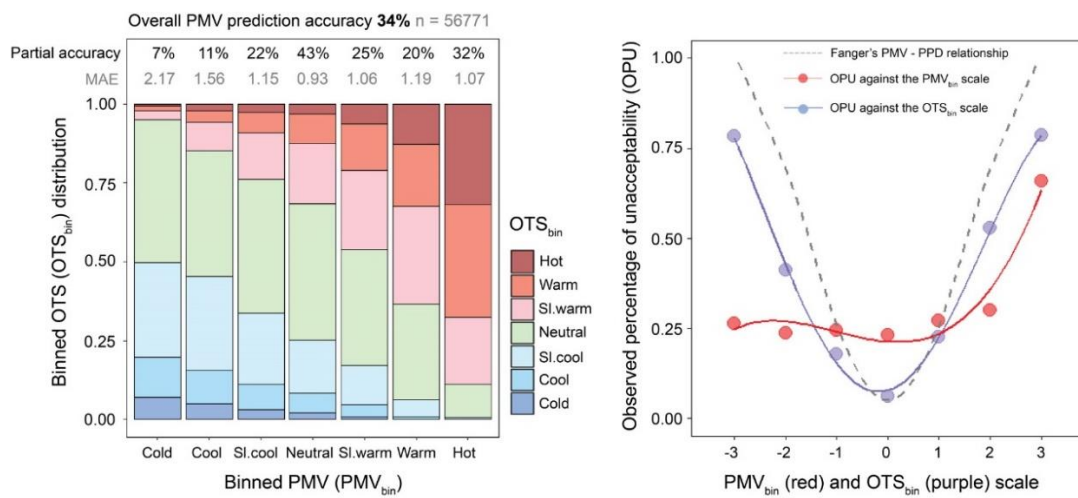 Overall PMV prediction accuracy 34% n = 56771
Partial accuracy 7% 11% 22% 43% 25% 20% 32%
MAE 2.17 1.56 1.15 0.93 1.06 1.19 1.07
Binned OTS (OTSbin) distribution
1.00
0.75
0.50
0.25
0.00
Cold Cool Sl.cool Neutral Sl.warm Warm Hot
Binned PMV (PMVbin)
OTSbin
Hot
Warm
Sl.warm
Neutral
Sl.cool
Cool
Cold
Observed percentage of unacceptability (OPU)
1.00
0.75
0.50
0.25
0.00
Fanger's PMV - PPD relationship
OPU against the PMVbin scale
OPU against the OTSbin scale
-3 -2 -1 0 1 2 3
PMVbin (red) and OTSbin (purple) scale